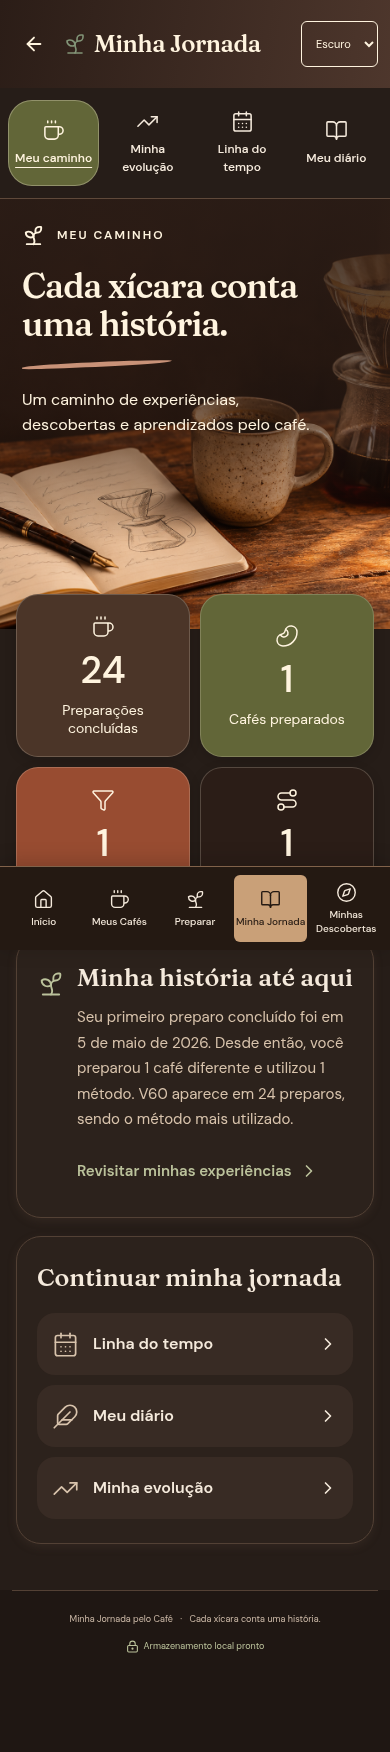 Minha Jornada
Escuro
Meu caminho
Minha evolução
Linha do tempo
Meu diário
MEU CAMINHO
Cada xícara conta
uma história.
Um caminho de experiências,
descobertas e aprendizados pelo café.
24
Preparações
concluídas
1
Cafés preparados
1
1
Início
Meus Cafés
Preparar
Minha Jornada
Minhas
Descobertas
Minha história até aqui
Seu primeiro preparo concluído foi em
5 de maio de 2026. Desde então, você
preparou 1 café diferente e utilizou 1
método. V60 aparece em 24 preparos,
sendo o método mais utilizado.
Revisitar minhas experiências
Continuar minha jornada
Linha do tempo
Meu diário
Minha evolução
Minha Jornada pelo Café · Cada xícara conta uma história.
Armazenamento local pronto